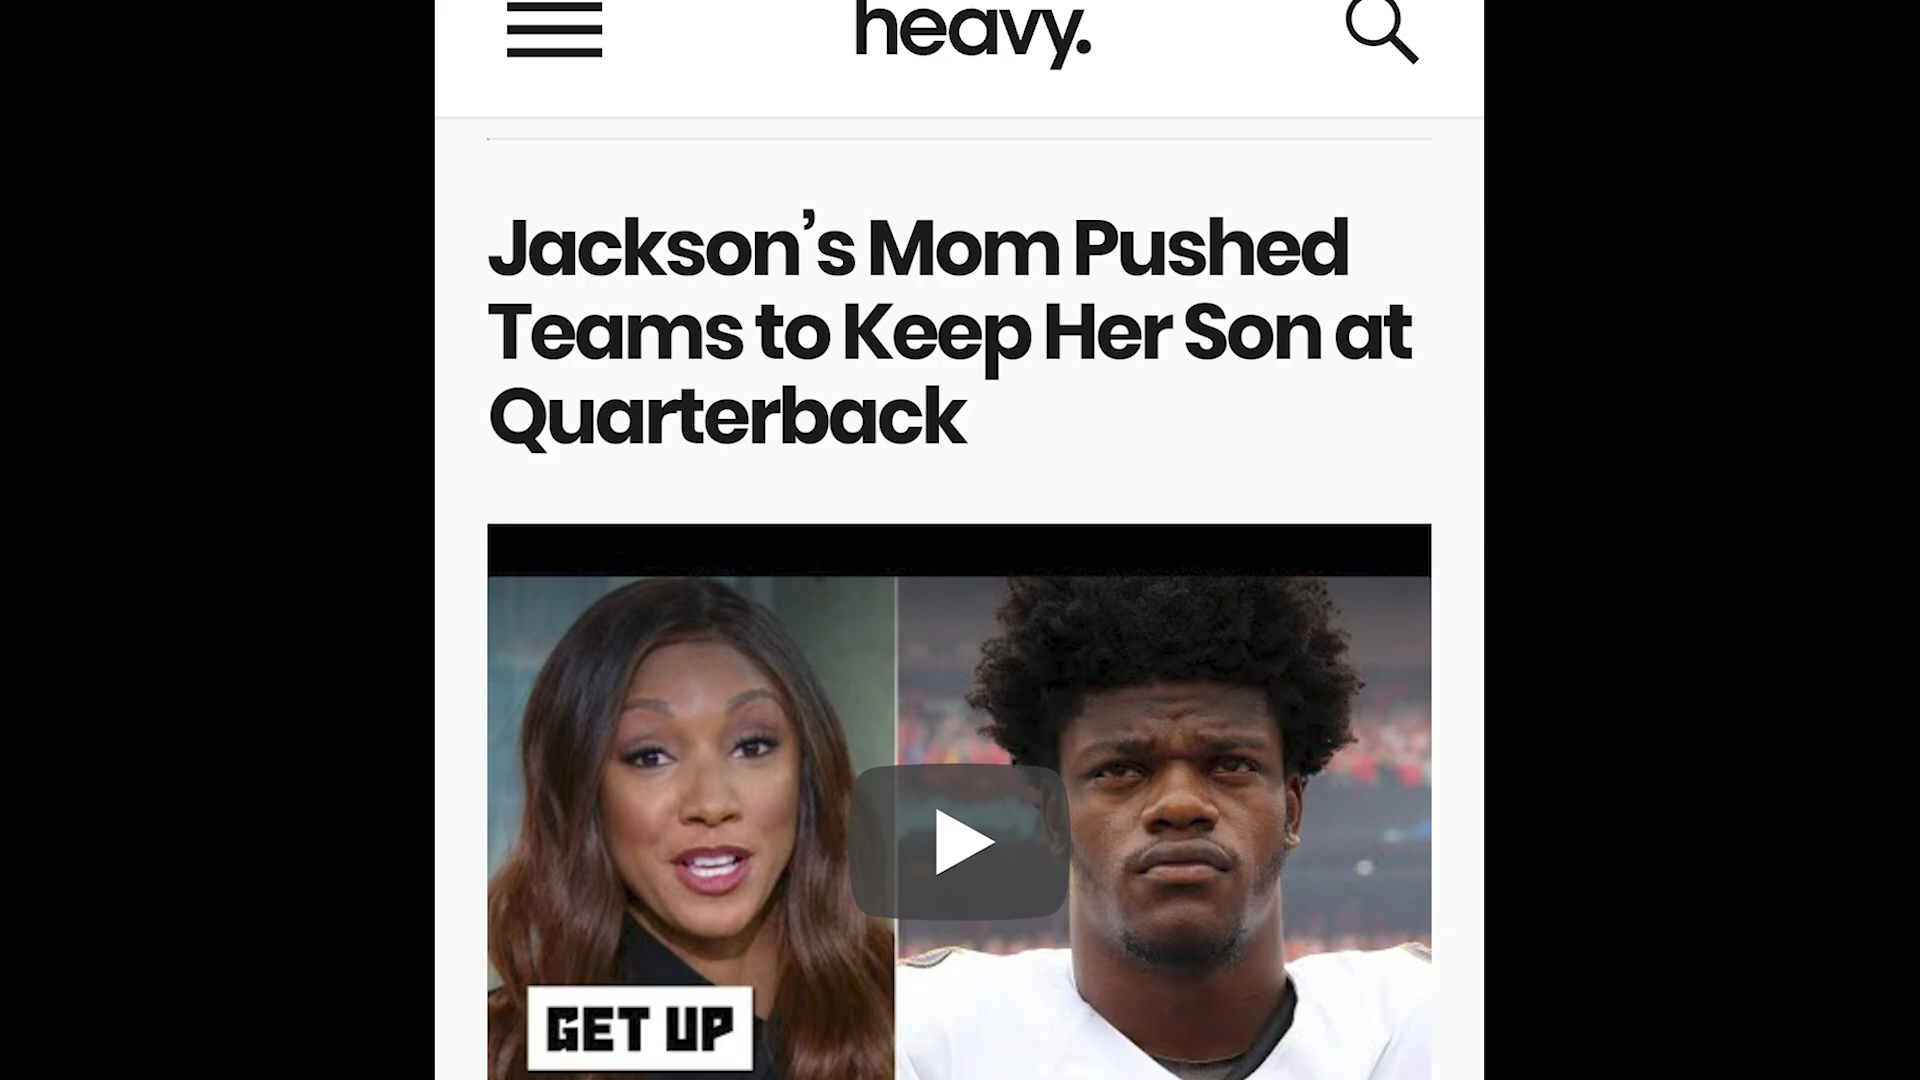 heavy.
Jackson’s Mom Pushed
Teams to Keep Her Son at
Quarterback
GET UP